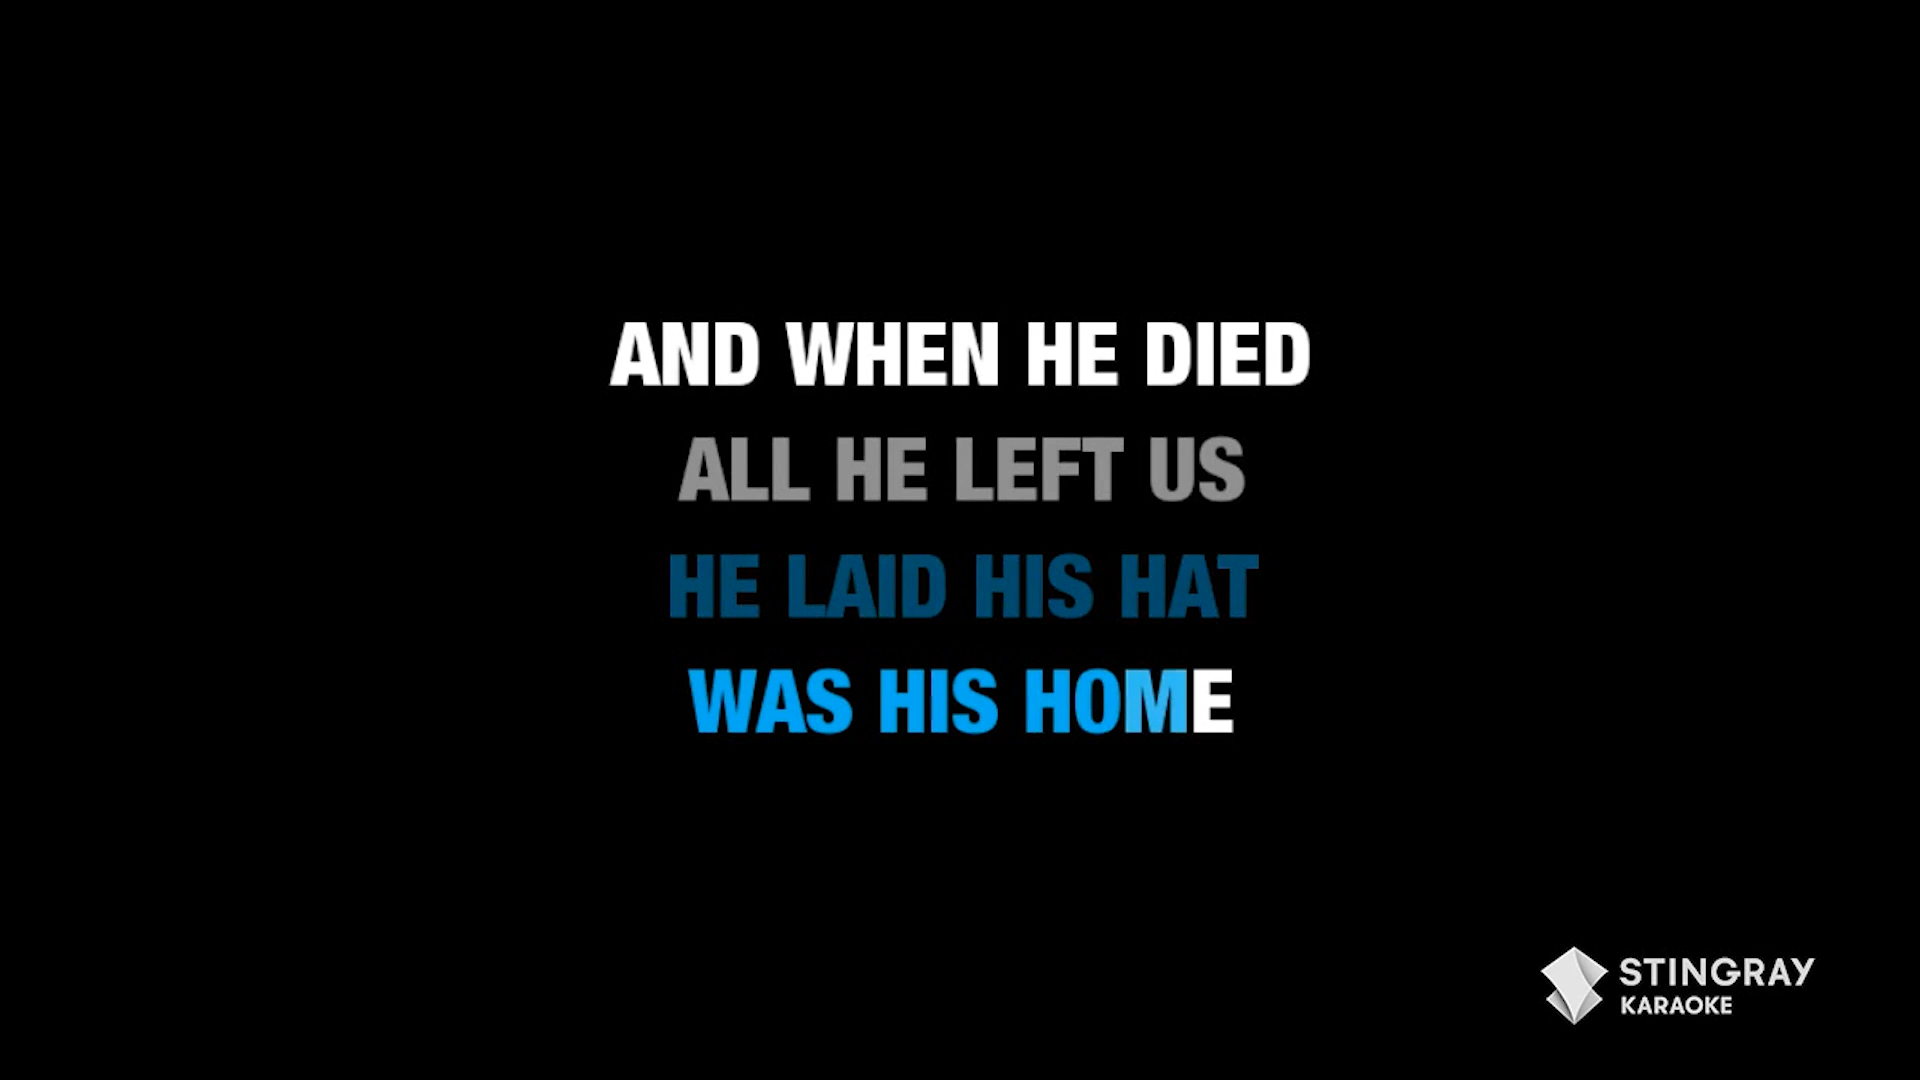 AND WHEN HE DIED
ALL HE LEFT US
HE LAID HIS HAT
WAS HIS HOME
STINGRAY
KARAOKE